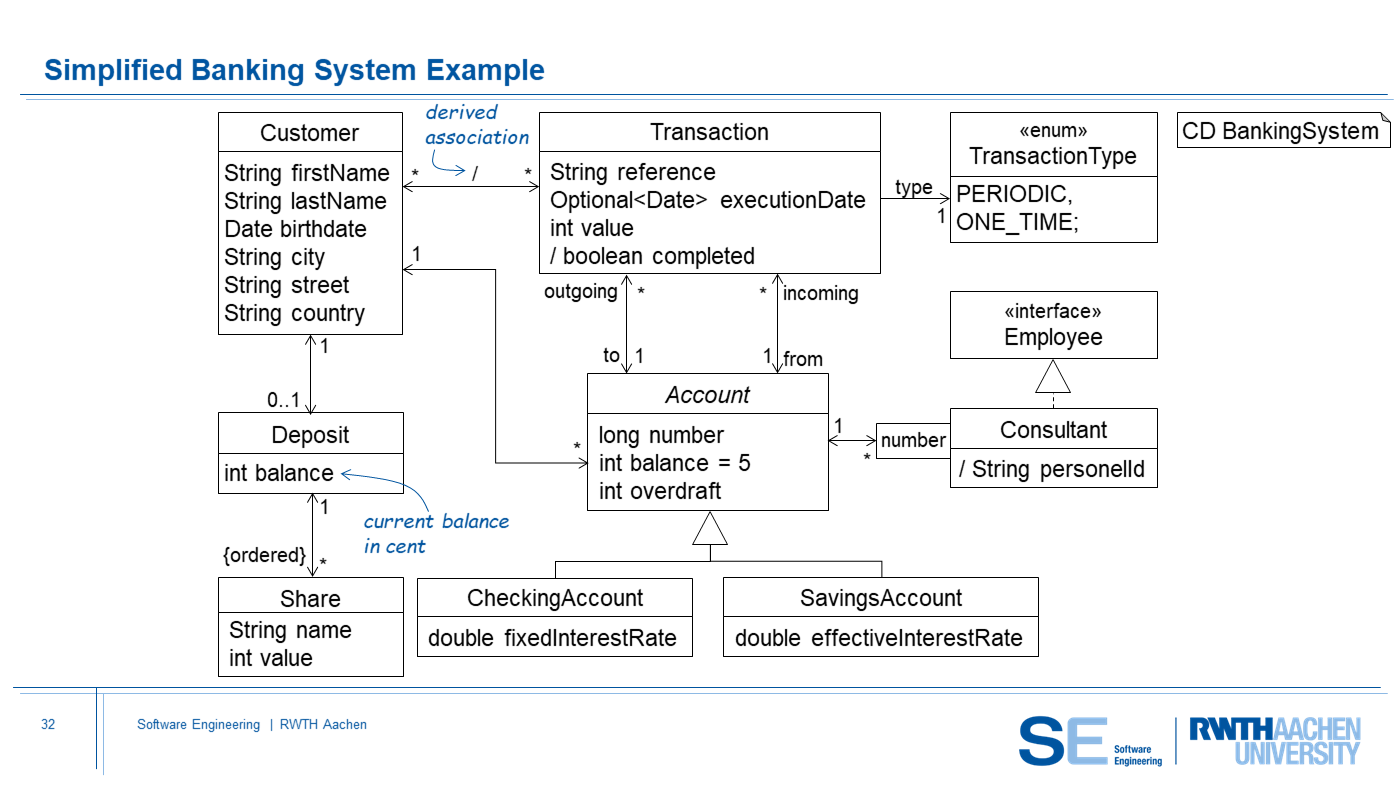 Simplified Banking System Example
derived
association
Customer
String firstName
String lastName
Date birthdate
String city
String street
String country
* / *
Transaction
String reference
Optional<Date> executionDate
int value
/ boolean completed
type
1
«enum»
TransactionType
PERIODIC,
ONE_TIME;
CD BankingSystem
1
outgoing * * incoming
to 1 1 from
«interface»
Employee
1
0..1
Deposit
int balance
current balance
in cent
1
{ordered} *
Share
String name
int value
*
Account
long number
int balance = 5
int overdraft
1
*
number
Consultant
/ String personelId
CheckingAccount
double fixedInterestRate
SavingsAccount
double effectiveInterestRate
32
Software Engineering | RWTH Aachen
SE Software
Engineering
RWTHAACHEN
UNIVERSITY